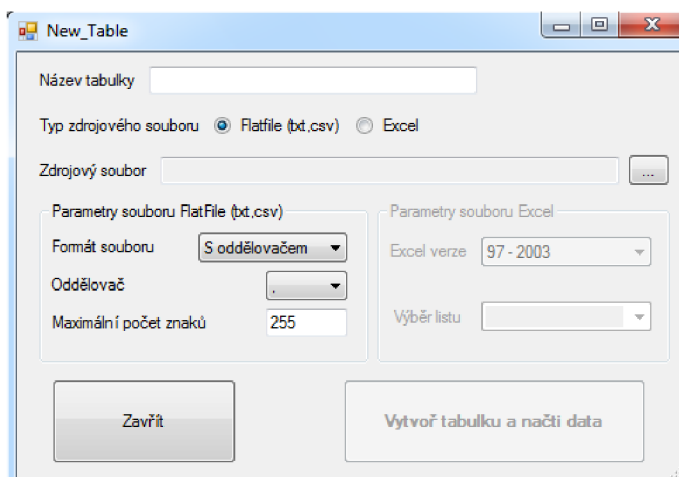 New_Table
Název tabulky
Typ zdrojového souboru Flatfile (txt,csv) Excel
Zdrojový soubor ...
Parametry souboru FlatFile (txt,csv)
Formát souboru S oddělovačem
Oddělovač ,
Maximální počet znaků 255
Parametry souboru Excel
Excel verze 97 - 2003
Výběr listu
Zavřít
Vytvoř tabulku a načti data